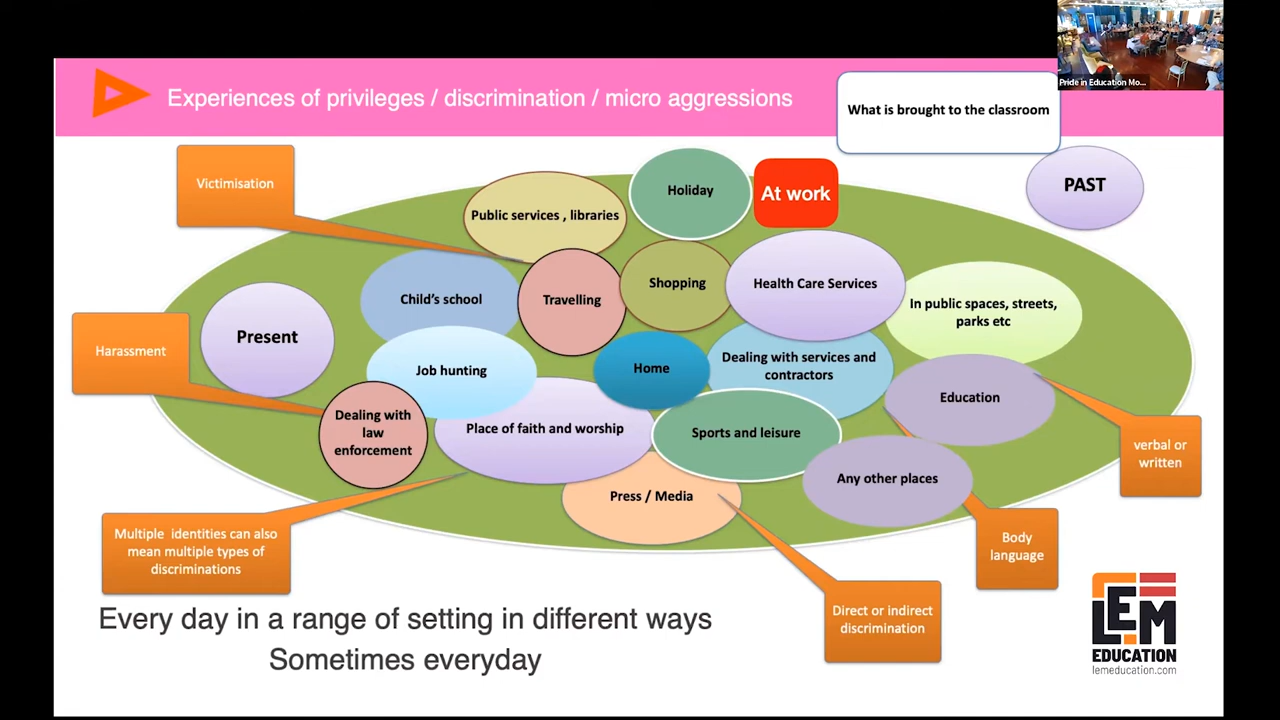 Pride in Education Mo...
Experiences of privileges / discrimination / micro aggressions
What is brought to the classroom
PAST
Victimisation
Public services , libraries
Holiday
At work
Child's school
Travelling
Shopping
Health Care Services
In public spaces, streets,
parks etc
Present
Harassment
Job hunting
Home
Dealing with services and
contractors
Education
Dealing with
law
enforcement
Place of faith and worship
Sports and leisure
verbal or
written
Any other places
Press / Media
Multiple identities can also
mean multiple types of
discriminations
Body
language
Direct or indirect
discrimination
Every day in a range of setting in different ways
Sometimes everyday
LEM
EDUCATION
lemeducation.com